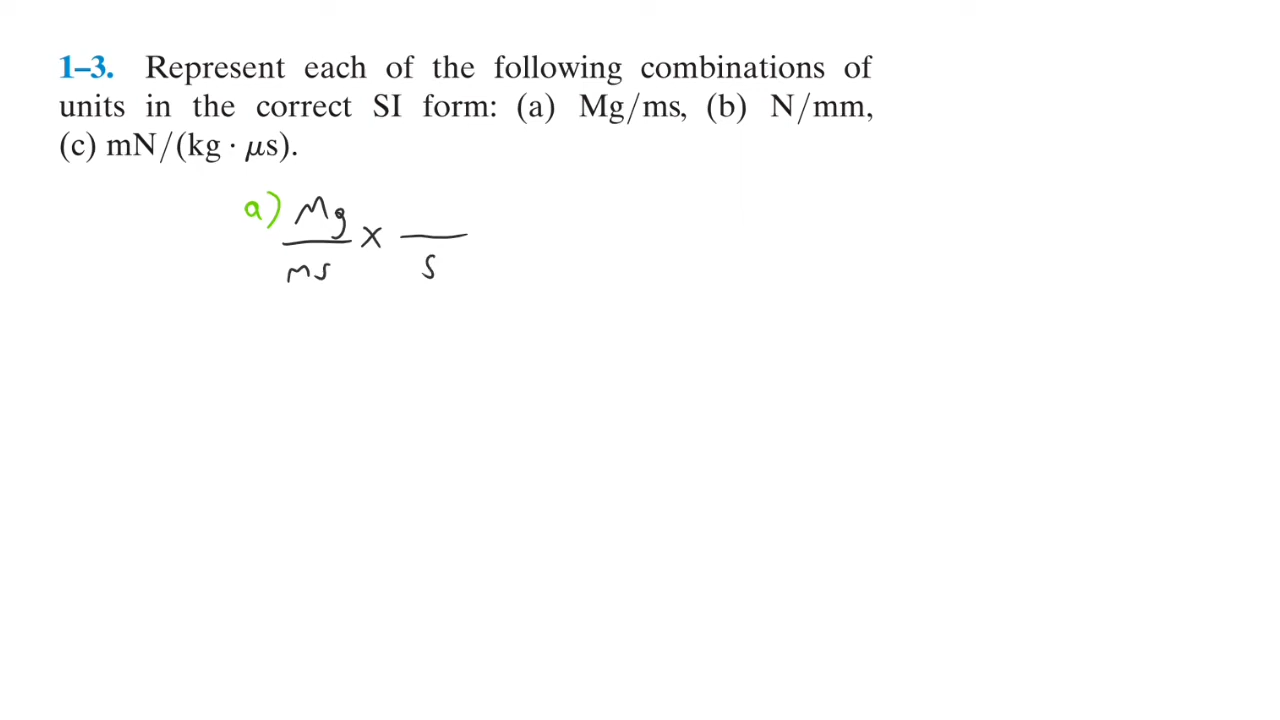 1–3. Represent each of the following combinations of
units in the correct SI form: (a) Mg/ms, (b) N/mm,
(c) mN/(kg · μs).
a) Mg
×
ms s